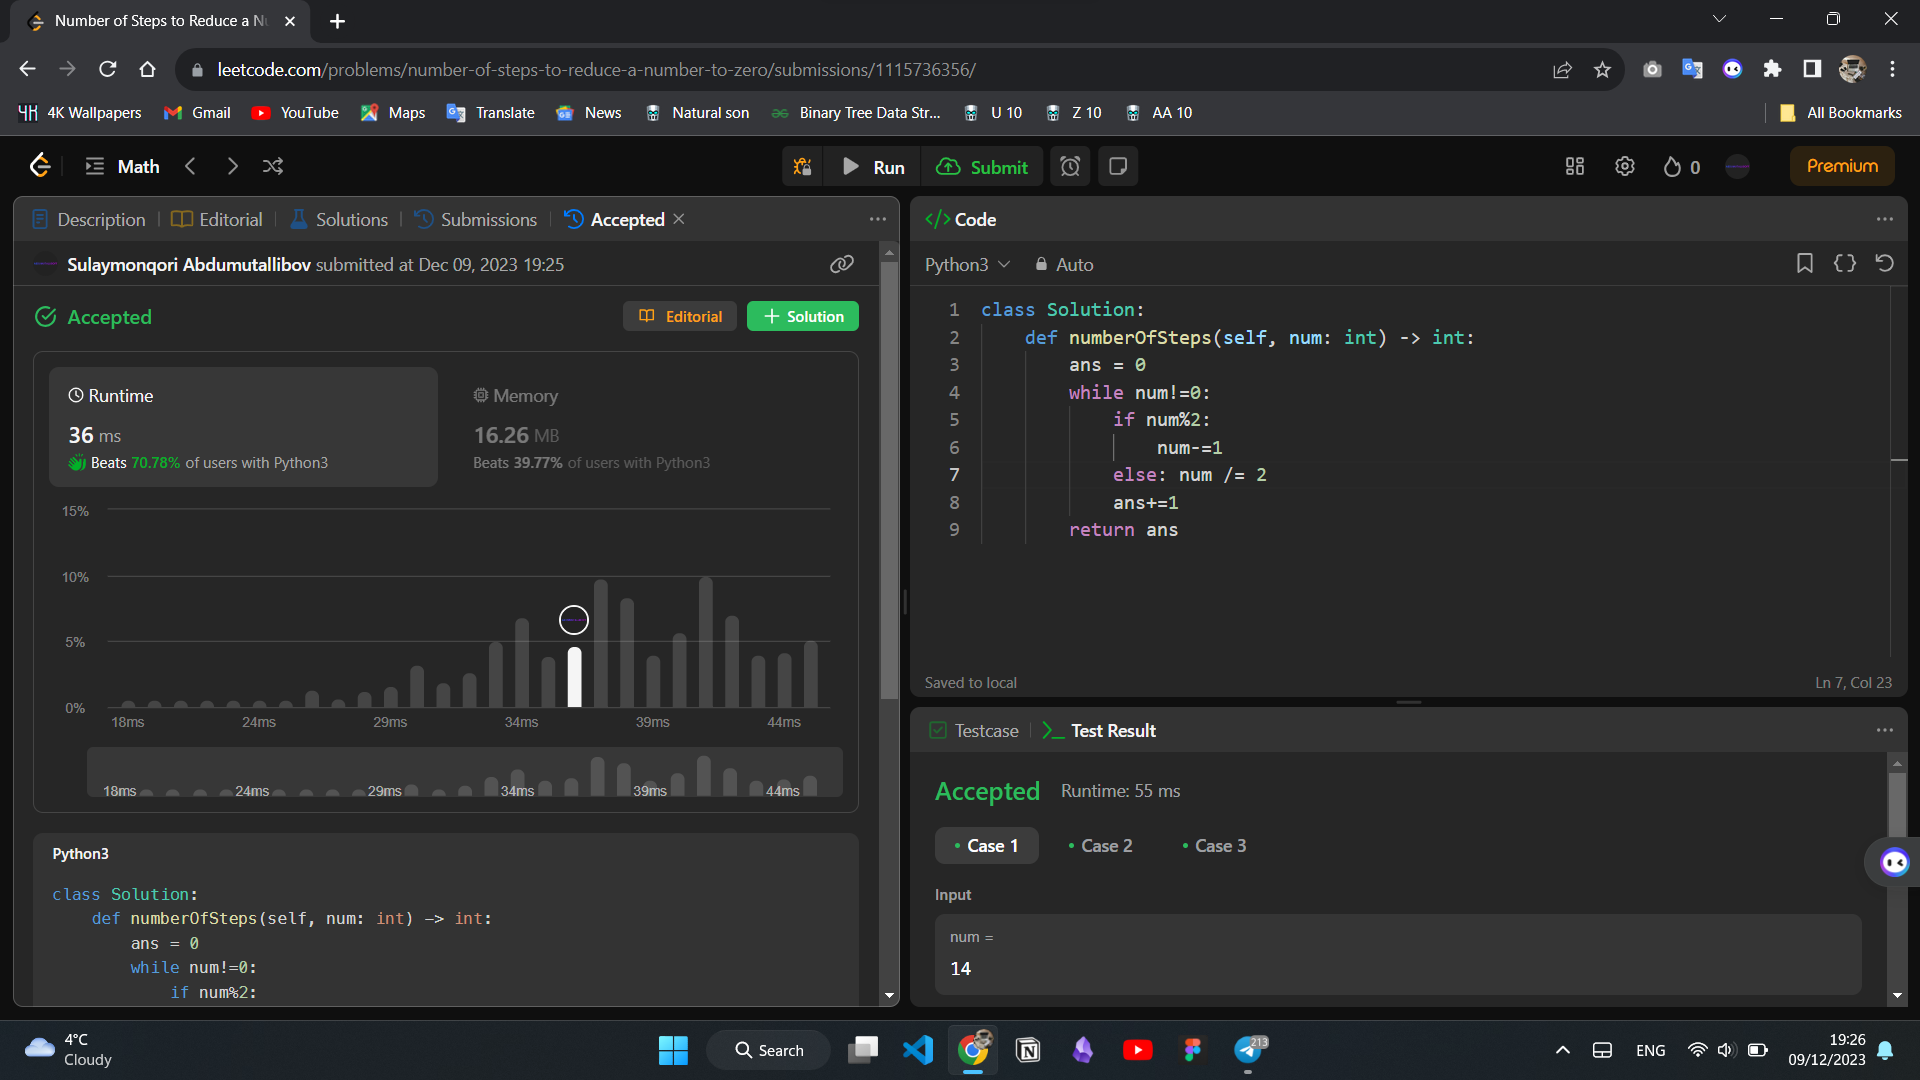 Number of Steps to Reduce a Nu
leetcode.com/problems/number-of-steps-to-reduce-a-number-to-zero/submissions/1115736356/
4K Wallpapers Gmail YouTube Maps Translate News Natural son Binary Tree Data Str... U 10 Z 10 AA 10 All Bookmarks
Math Run Submit 0 Premium
Description Editorial Solutions Submissions Accepted
Sulaymonqori Abdumutallibov submitted at Dec 09, 2023 19:25
Accepted Editorial Solution
Runtime
36 ms
Beats 70.78% of users with Python3
Memory
16.26 MB
Beats 39.77% of users with Python3
15%
10%
5%
0%
18ms 24ms 29ms 34ms 39ms 44ms
18ms 24ms 29ms 34ms 39ms 44ms
Python3
class Solution:
def numberOfSteps(self, num: int) -> int:
ans = 0
while num!=0:
if num%2:
Code
Python3 Auto
1 class Solution:
2 def numberOfSteps(self, num: int) -> int:
3 ans = 0
4 while num!=0:
5 if num%2:
6 num-=1
7 else: num /= 2
8 ans+=1
9 return ans
Saved to local Ln 7, Col 23
Testcase Test Result
Accepted Runtime: 55 ms
Case 1 Case 2 Case 3
Input
num =
14
4°C
Cloudy
Search
213
ENG
19:26
09/12/2023